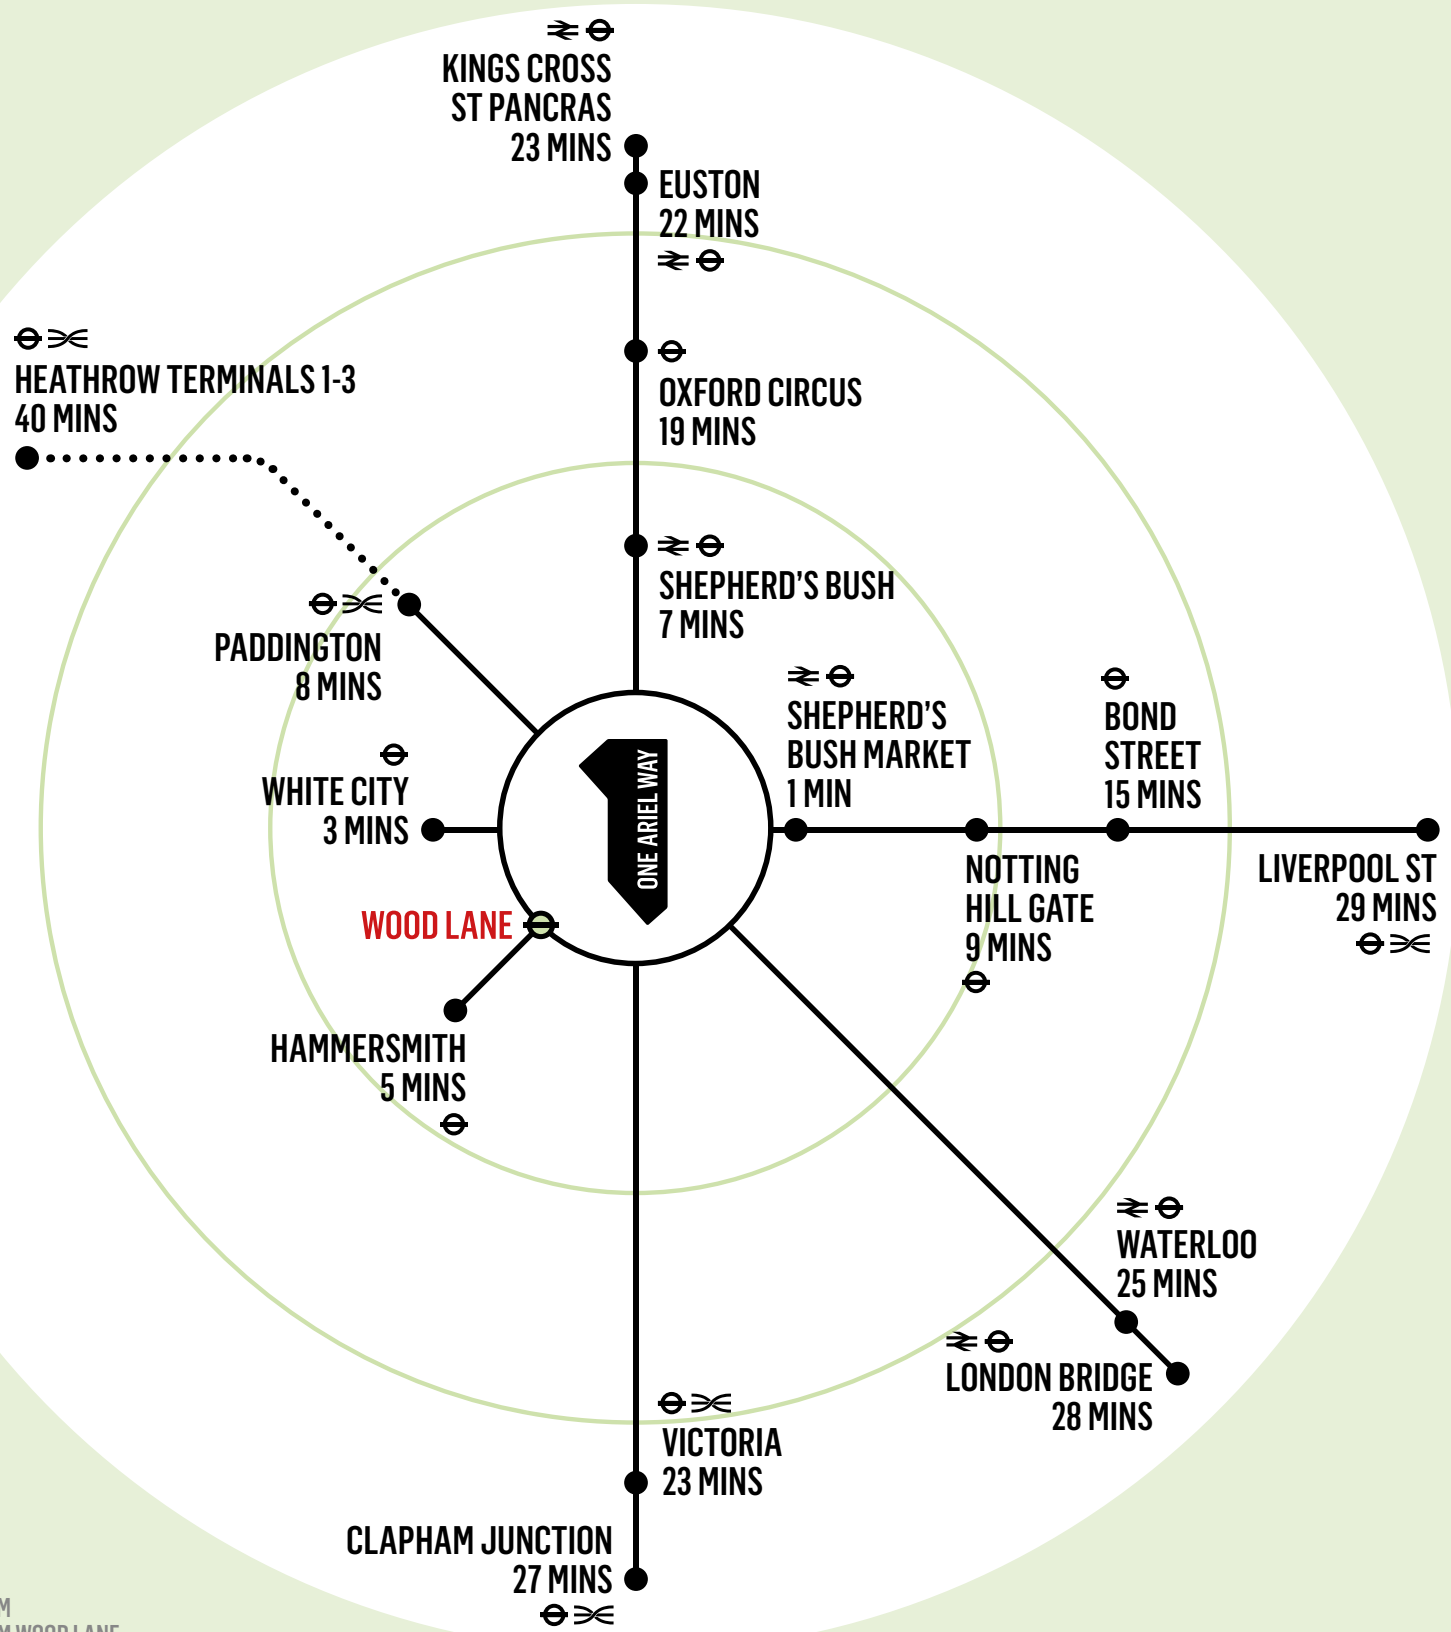 KINGS CROSS
ST PANCRAS
23 MINS
EUSTON
22 MINS
HEATHROW TERMINALS 1-3
40 MINS
OXFORD CIRCUS
19 MINS
SHEPHERD'S BUSH
7 MINS
PADDINGTON
8 MINS
SHEPHERD'S
BUSH MARKET
1 MIN
BOND
STREET
15 MINS
WHITE CITY
3 MINS
ONE ARIEL WAY
NOTTING
HILL GATE
9 MINS
LIVERPOOL ST
29 MINS
WOOD LANE
HAMMERSMITH
5 MINS
WATERLOO
25 MINS
LONDON BRIDGE
28 MINS
VICTORIA
23 MINS
CLAPHAM JUNCTION
27 MINS
WOOD LANE